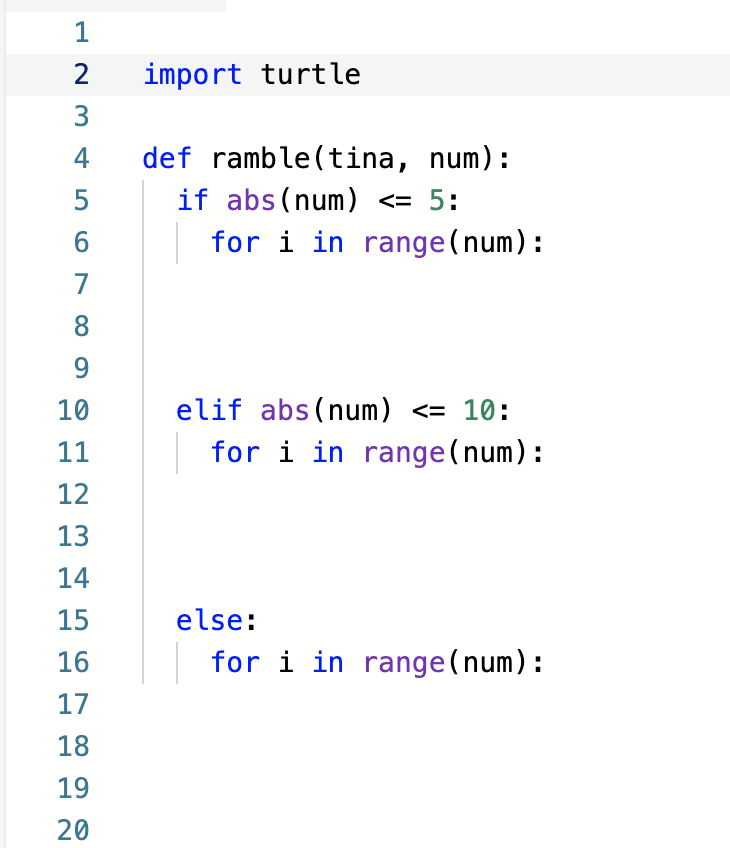 1
2 import turtle
3
4 def ramble(tina, num):
5 if abs(num) <= 5:
6 for i in range(num):
7
8
9
10 elif abs(num) <= 10:
11 for i in range(num):
12
13
14
15 else:
16 for i in range(num):
17
18
19
20